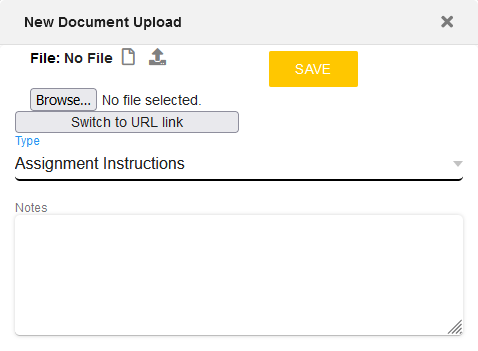 New Document Upload
File: No File
SAVE
Browse... No file selected.
Switch to URL link
Type
Assignment Instructions
Notes